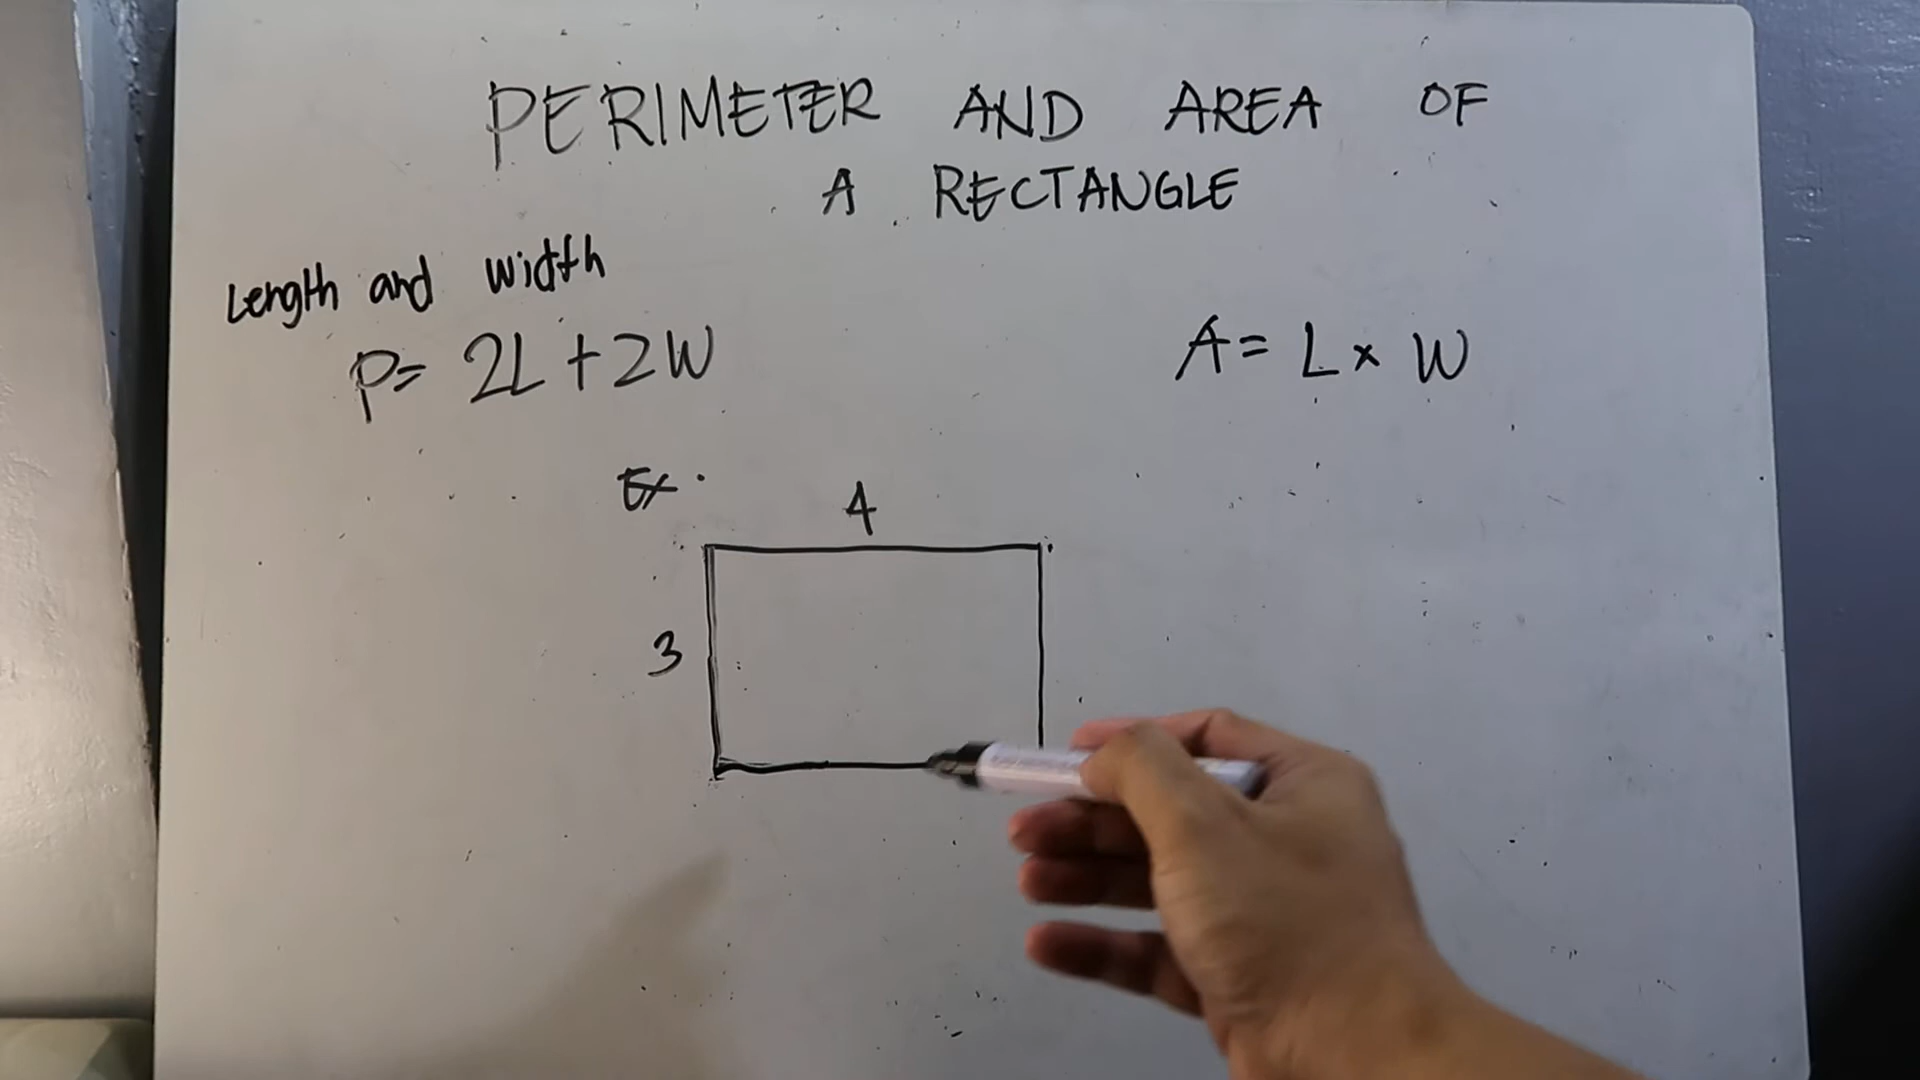 PERIMETER AND AREA OF
A RECTANGLE
Length and width
P= 2L+2W
A= L x W
Ex.
4
3